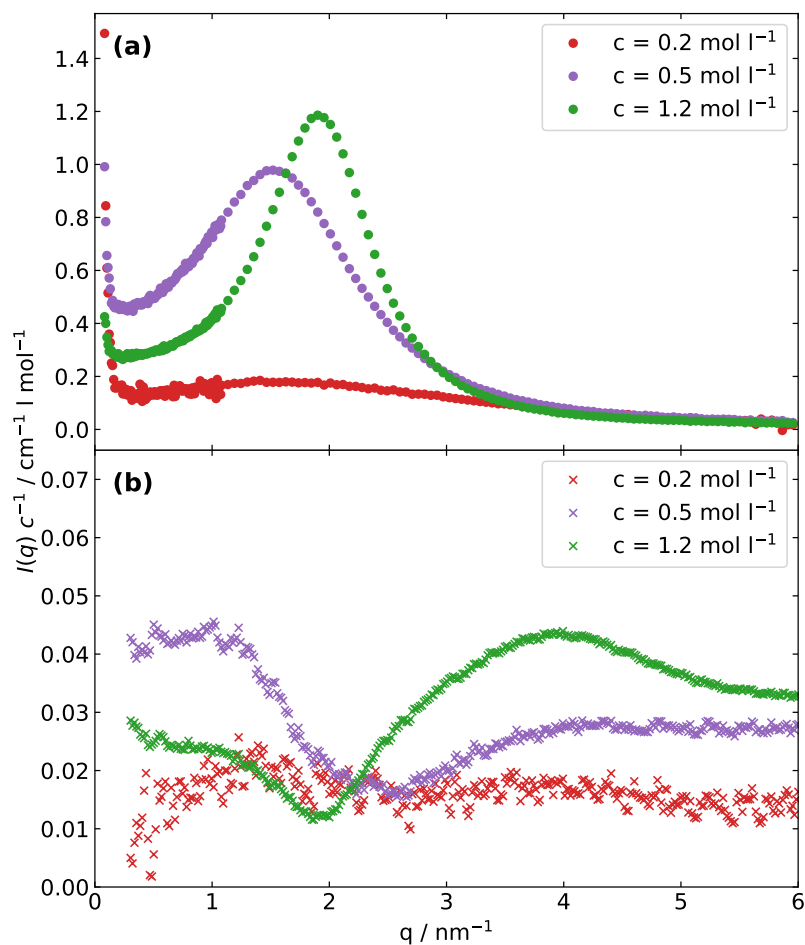 (a)
c = 0.2 mol l⁻¹
c = 0.5 mol l⁻¹
c = 1.2 mol l⁻¹
1.4
1.2
1.0
0.8
0.6
0.4
0.2
0.0
I(q) c⁻¹ / cm⁻¹ l mol⁻¹
(b)
c = 0.2 mol l⁻¹
c = 0.5 mol l⁻¹
c = 1.2 mol l⁻¹
0.07
0.06
0.05
0.04
0.03
0.02
0.01
0.00
0 1 2 3 4 5 6
q / nm⁻¹